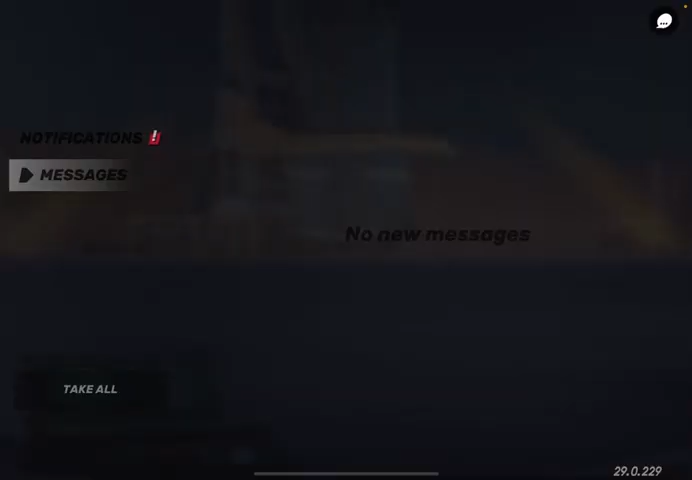 NOTIFICATIONS !
MESSAGES
No new messages
TAKE ALL
29.0.229